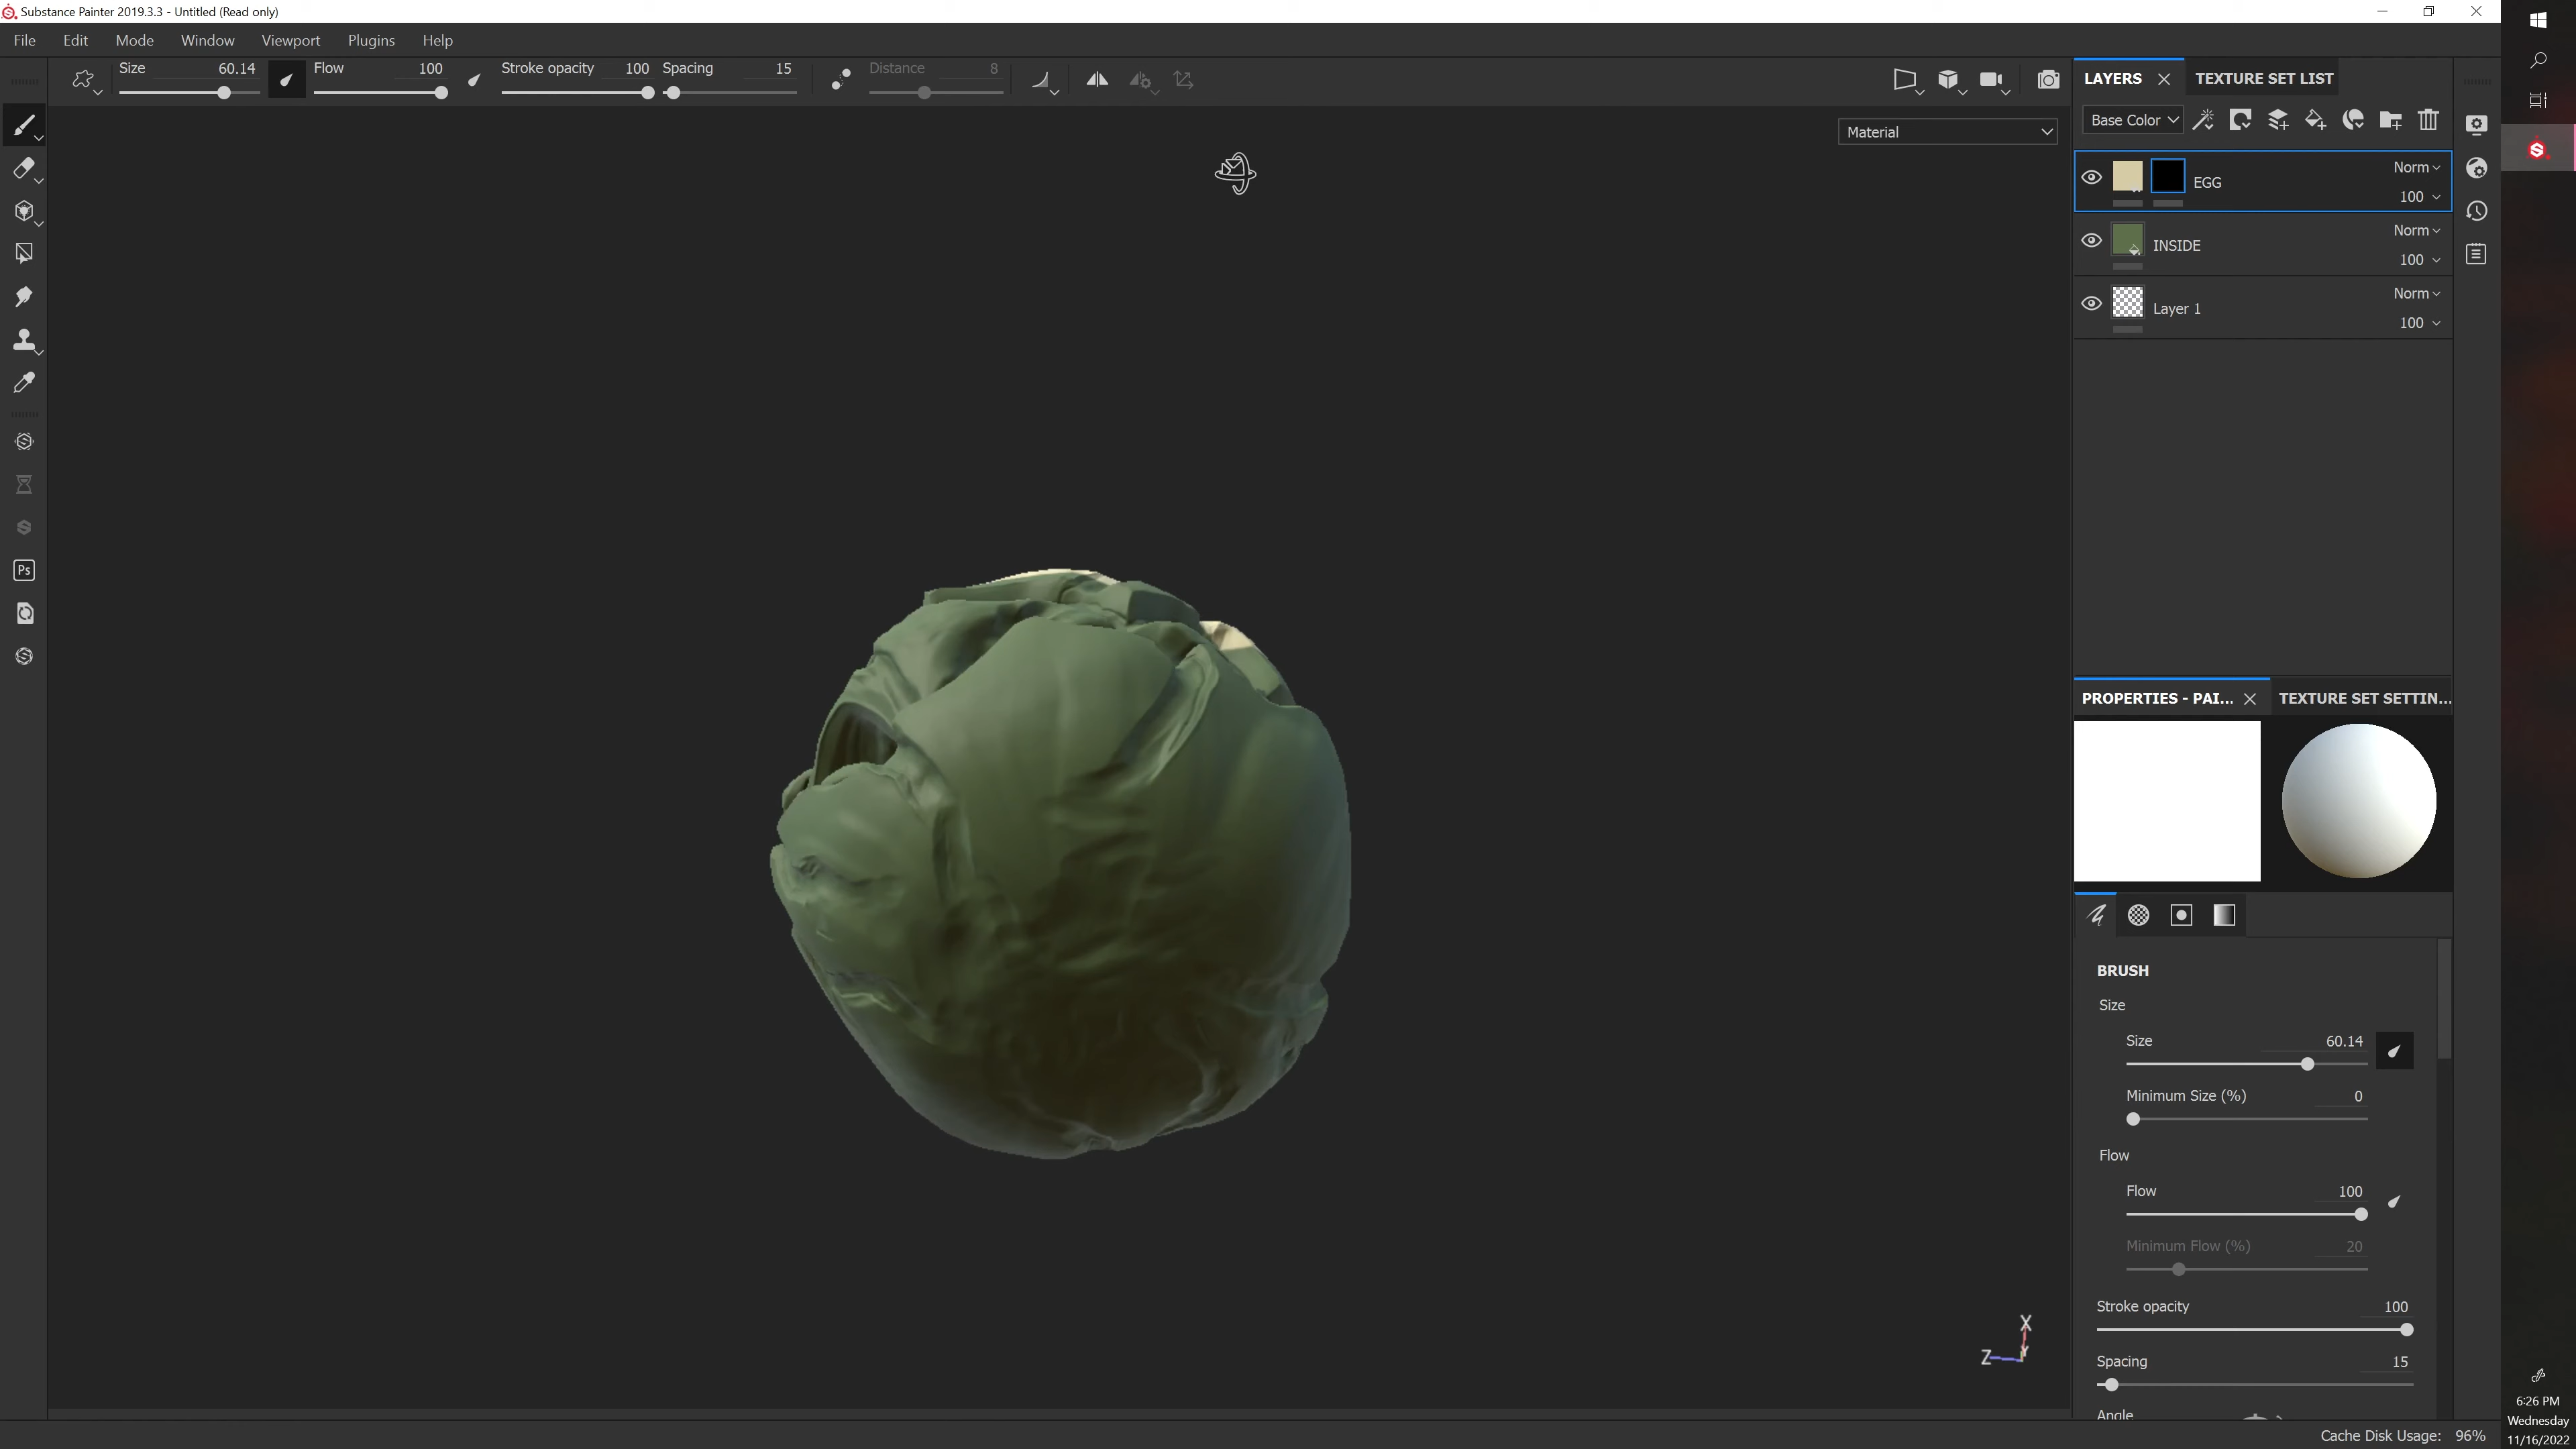 Substance Painter 2019.3.3 - Untitled (Read only)
File Edit Mode Window Viewport Plugins Help
Size 60.14 Flow 100 Stroke opacity 100 Spacing 15 Distance 8
Material
LAYERS TEXTURE SET LIST
Base Color
EGG Norm 100
INSIDE Norm 100
Layer 1 Norm 100
Ps
PROPERTIES - PAI... TEXTURE SET SETTIN...
BRUSH
Size
Size 60.14
Minimum Size (%) 0
Flow
Flow 100
Minimum Flow (%) 20
Stroke opacity 100
Spacing 15
Angle
X
Y
Z
Cache Disk Usage: 96%
6:26 PM
Wednesday
11/16/2022